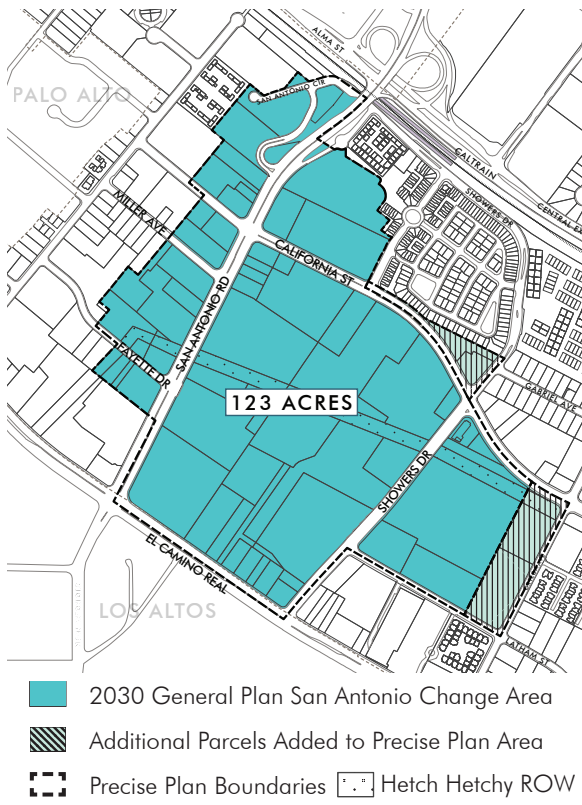 ALMA ST
PALO ALTO
SAN ANTONIO CIR
CALTRAIN
SHOWERS DR
CENTRAL
MILLER AVE
CALIFORNIA ST
SAN ANTONIO RD
FAYETTE DR
123 ACRES
GABRIEL AVE
SHOWERS DR
EL CAMINO REAL
LOS ALTOS
LATHAM ST
2030 General Plan San Antonio Change Area
Additional Parcels Added to Precise Plan Area
Precise Plan Boundaries
Hetch Hetchy ROW